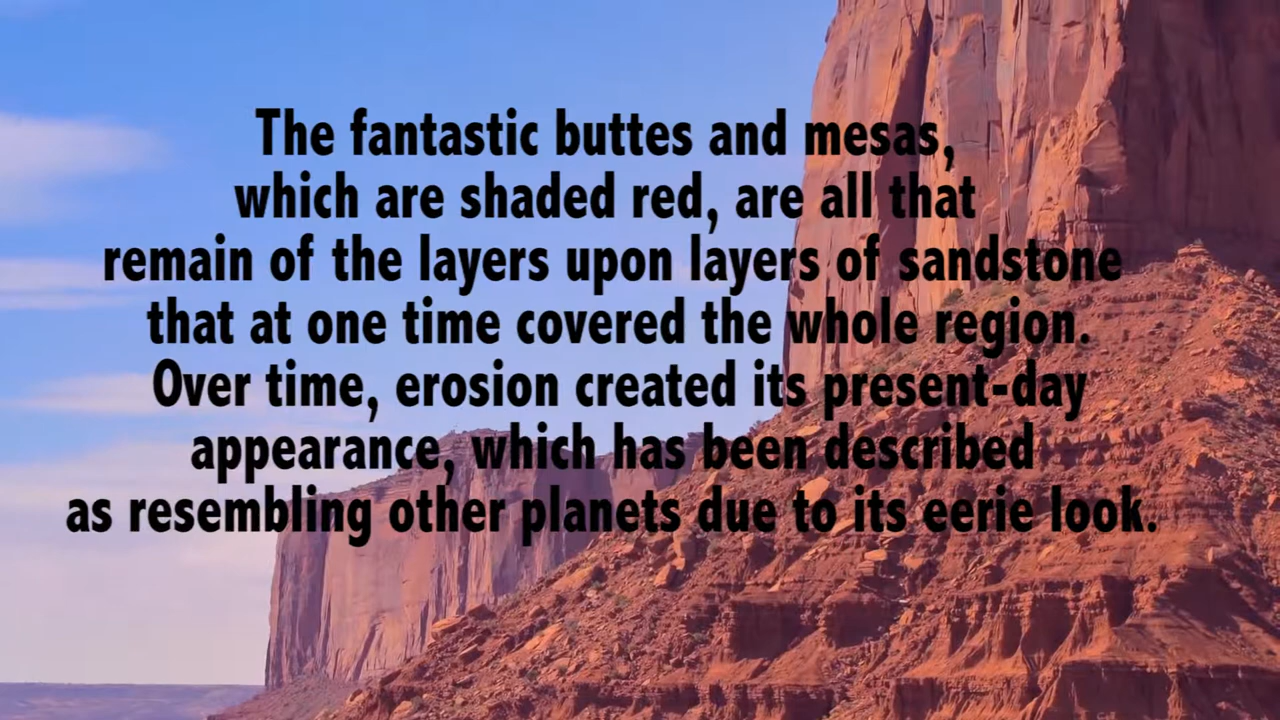 The fantastic buttes and mesas,
which are shaded red, are all that
remain of the layers upon layers of sandstone
that at one time covered the whole region.
Over time, erosion created its present-day
appearance, which has been described
as resembling other planets due to its eerie look.